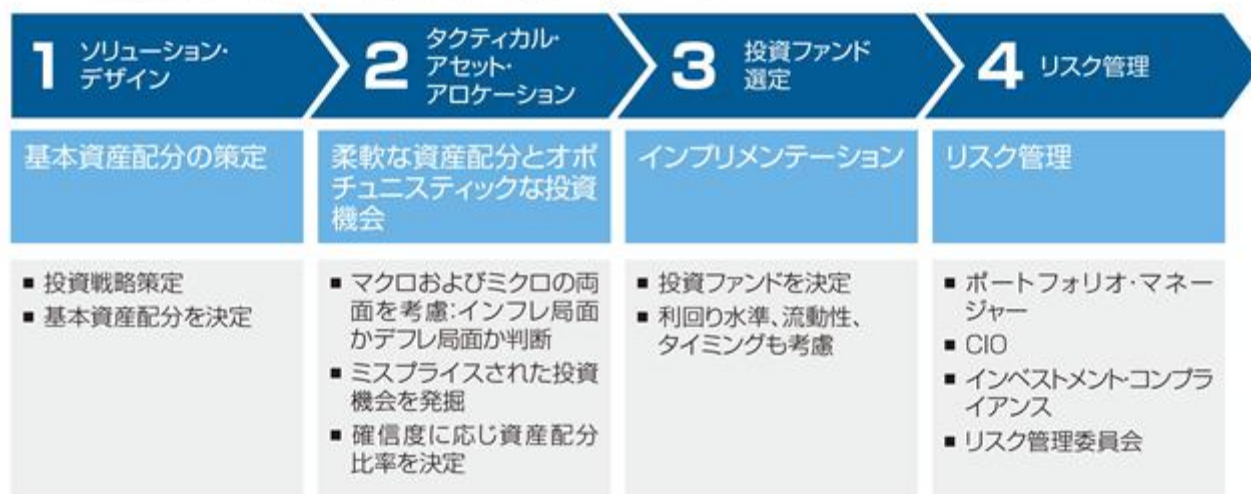 1 ソリューション・
デザイン
2 タクティカル・
アセット・
アロケーション
3 投資ファンド
選定
4 リスク管理
基本資産配分の策定
柔軟な資産配分とオポ
チュニスティックな投資
機会
インプリメンテーション
リスク管理
■ 投資戦略策定
■ 基本資産配分を決定
■ マクロおよびミクロの両
面を考慮:インフレ局面
かデフレ局面か判断
■ ミスプライスされた投資
機会を発掘
■ 確信度に応じ資産配分
比率を決定
■ 投資ファンドを決定
■ 利回り水準、流動性、
タイミングも考慮
■ ポートフォリオ・マネー
ジャー
■ CIO
■ インベストメント・コンプラ
イアンス
■ リスク管理委員会